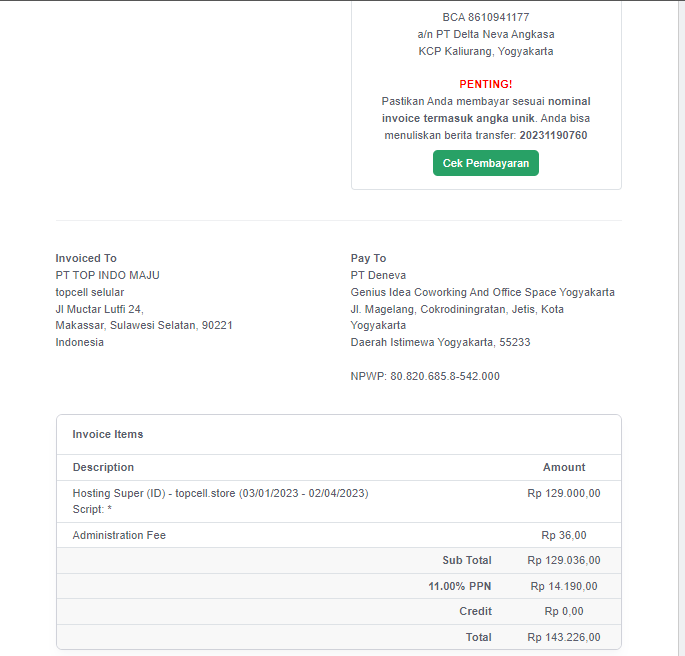 BCA 8610941177
a/n PT Delta Neva Angkasa
KCP Kaliurang, Yogyakarta
PENTING!
Pastikan Anda membayar sesuai nominal
invoice termasuk angka unik. Anda bisa
menuliskan berita transfer: 20231190760
Cek Pembayaran
Invoiced To
PT TOP INDO MAJU
topcell selular
Jl Muctar Lutfi 24,
Makassar, Sulawesi Selatan, 90221
Indonesia
Pay To
PT Deneva
Genius Idea Coworking And Office Space Yogyakarta
Jl. Magelang, Cokrodiningratan, Jetis, Kota
Yogyakarta
Daerah Istimewa Yogyakarta, 55233
NPWP: 80.820.685.8-542.000
Invoice Items
Description Amount
Hosting Super (ID) - topcell.store (03/01/2023 - 02/04/2023) Rp 129.000,00
Script: *
Administration Fee Rp 36,00
Sub Total Rp 129.036,00
11.00% PPN Rp 14.190,00
Credit Rp 0,00
Total Rp 143.226,00